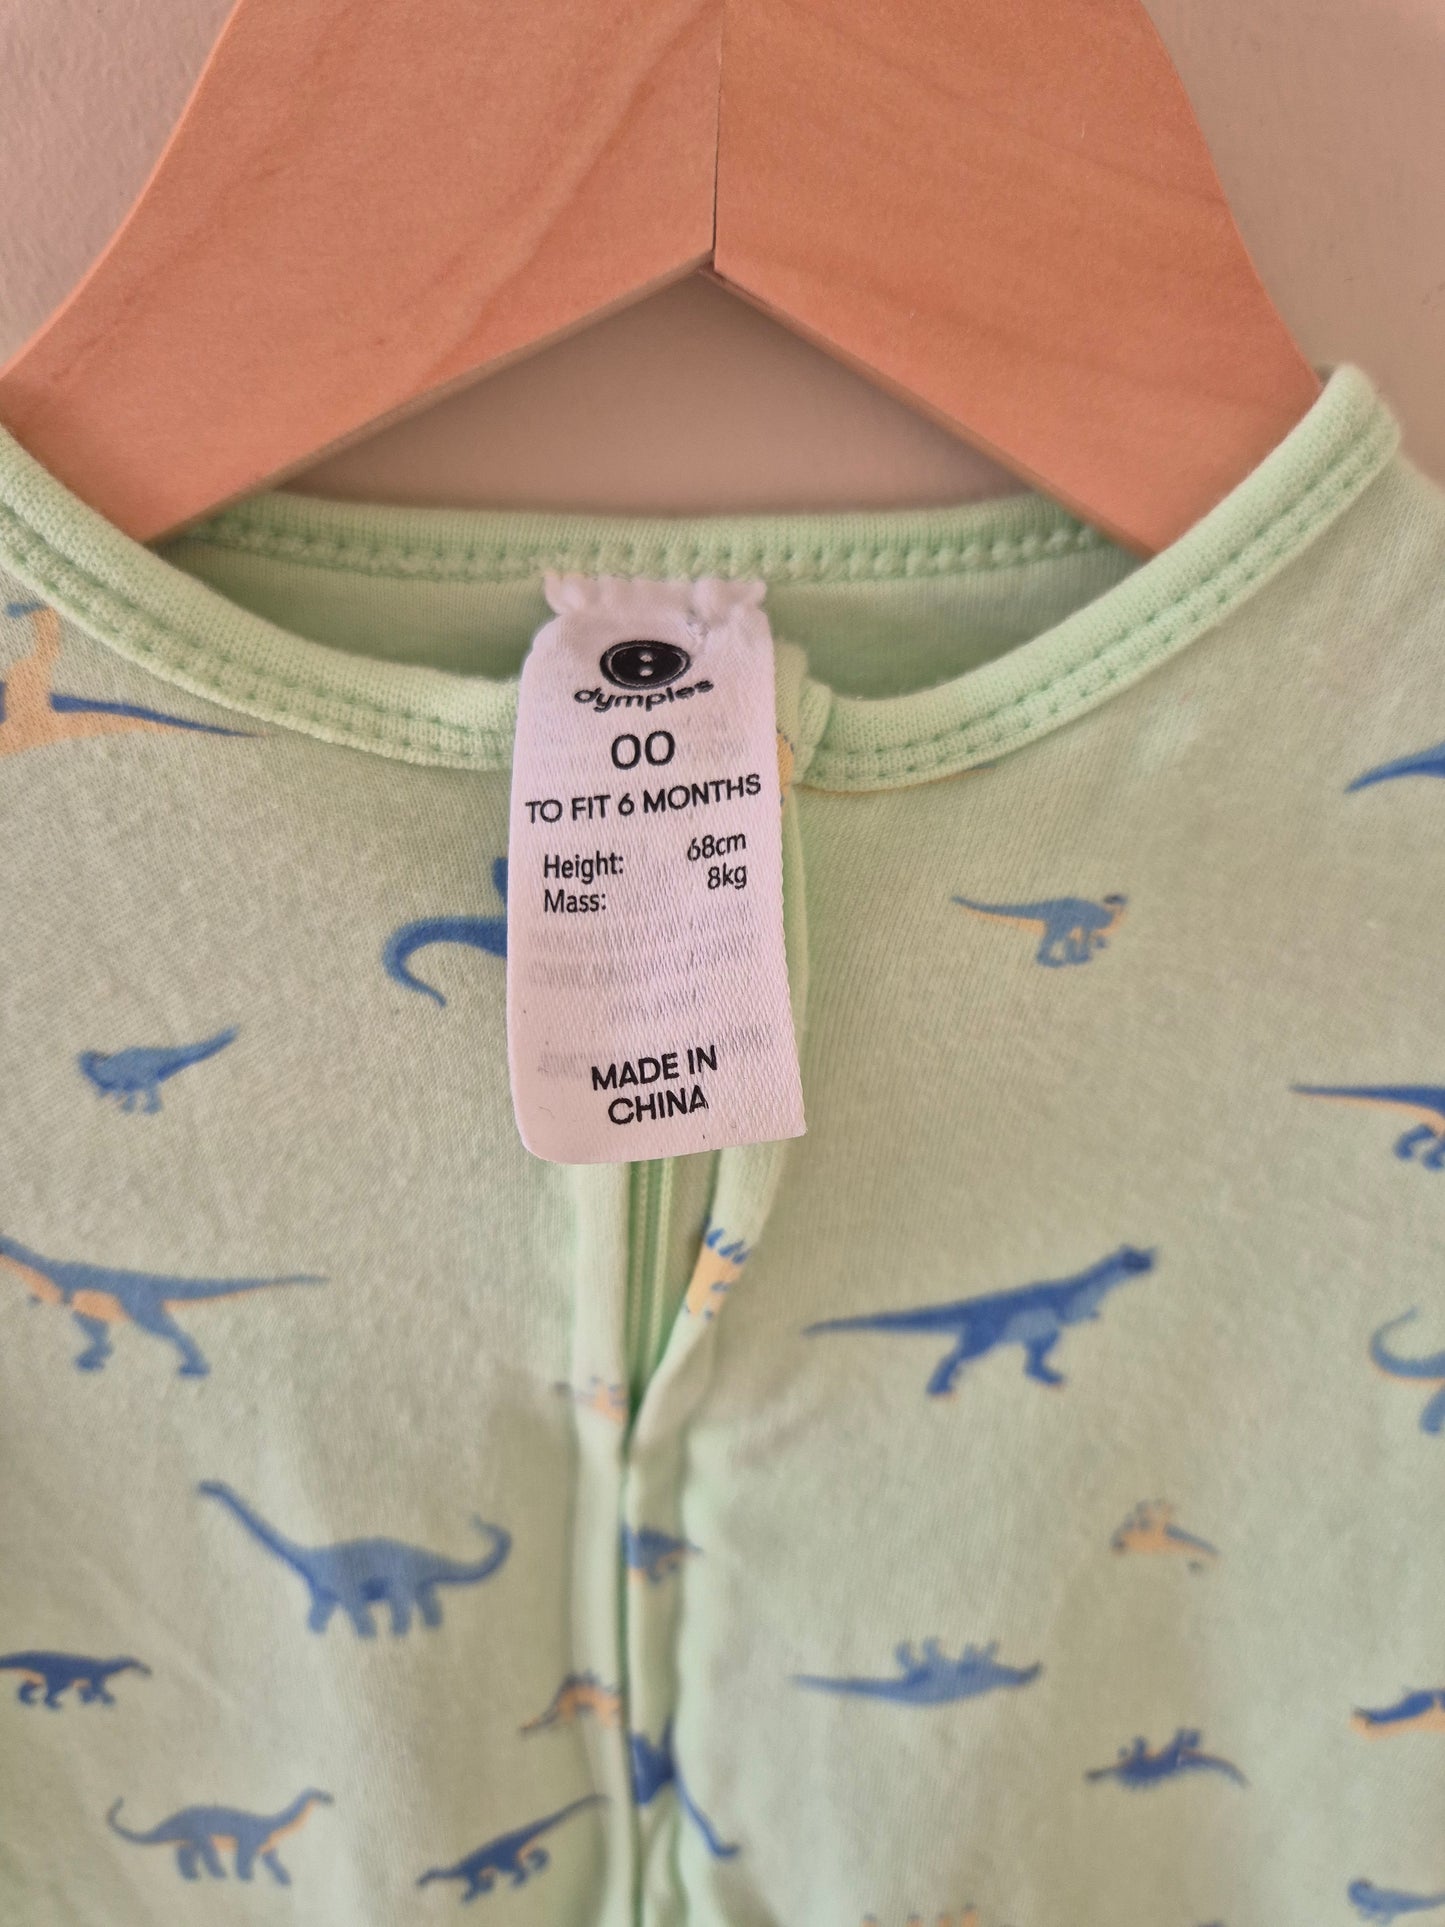 dymples
00
TO FIT 6 MONTHS
Height: 68cm
Mass: 8kg
MADE IN
CHINA